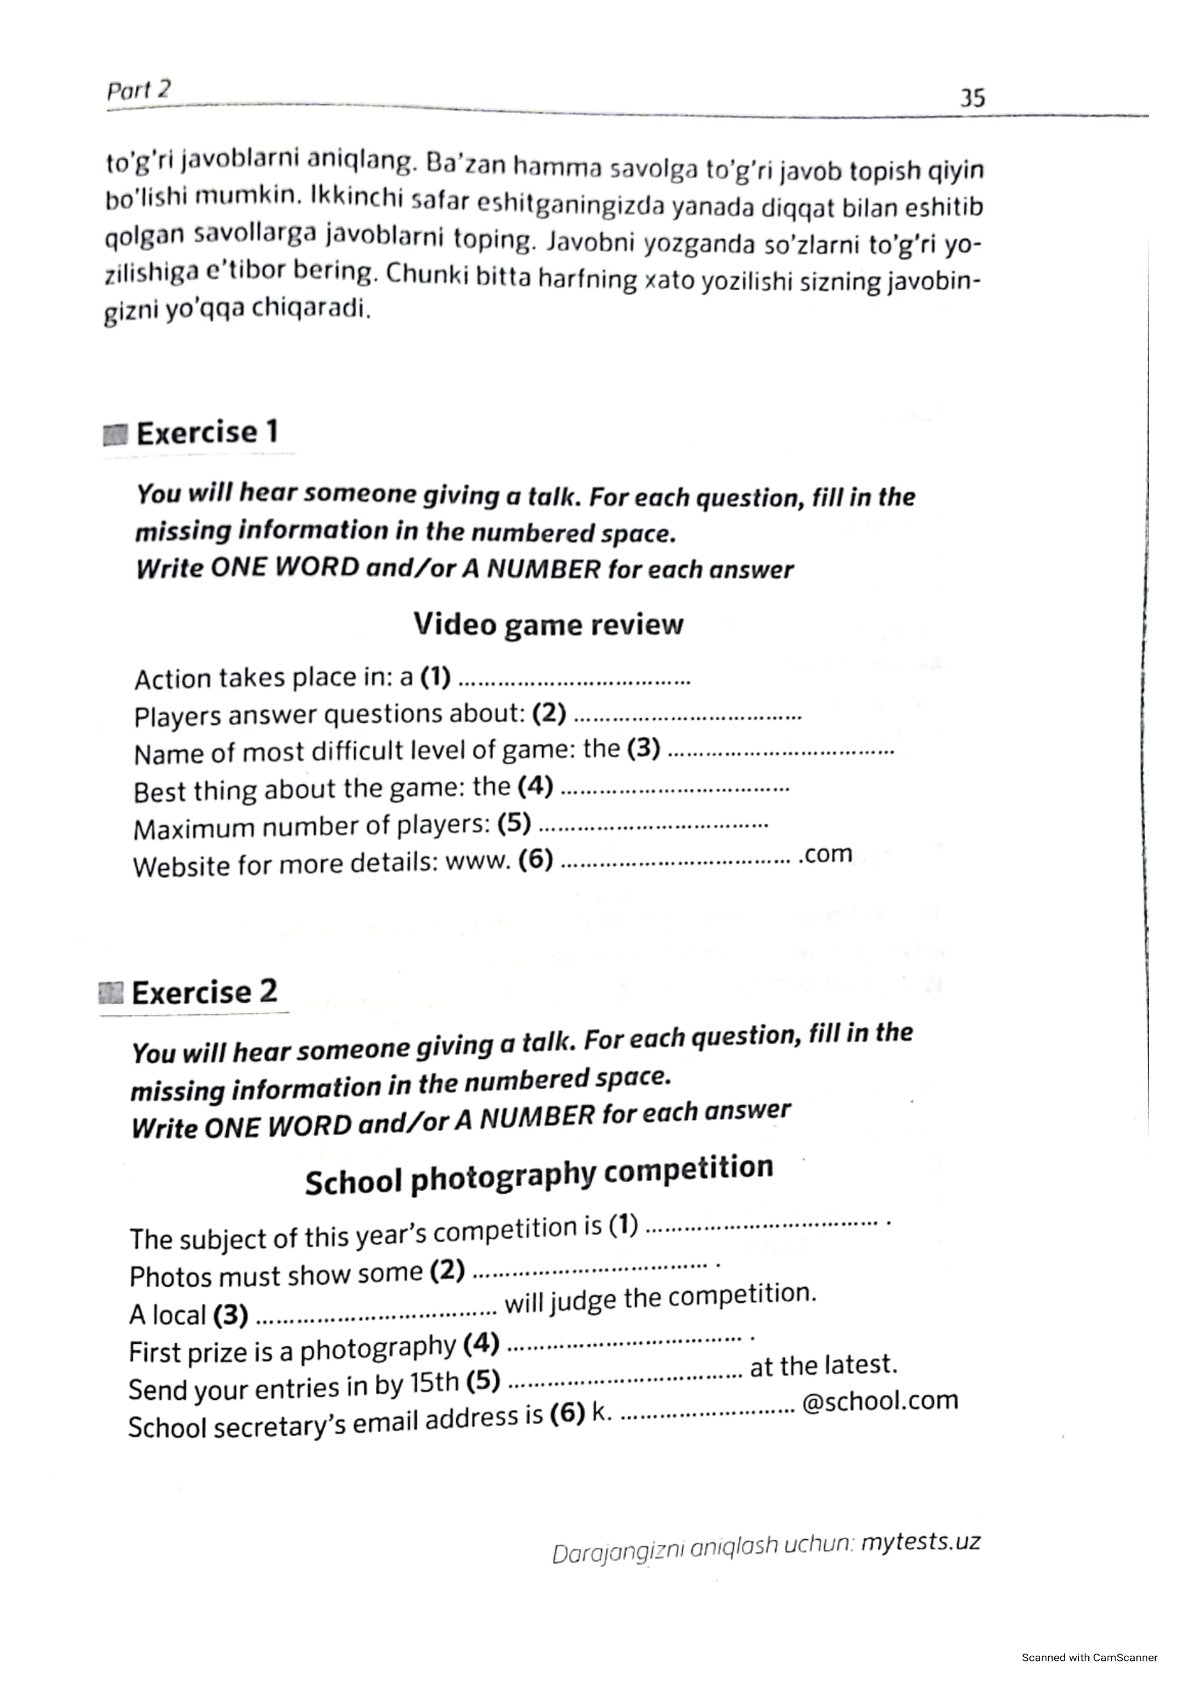 Part 2
35
to'g'ri javoblarni aniqlang. Ba'zan hamma savolga to'g'ri javob topish qiyin
bo'lishi mumkin. Ikkinchi safar eshitganingizda yanada diqqat bilan eshitib
qolgan savollarga javoblarni toping. Javobni yozganda so'zlarni to'g'ri yo-
zilishiga e'tibor bering. Chunki bitta harfning xato yozilishi sizning javobin-
gizni yo'qqa chiqaradi.
Exercise 1
You will hear someone giving a talk. For each question, fill in the
missing information in the numbered space.
Write ONE WORD and/or A NUMBER for each answer
Video game review
Action takes place in: a (1) ....................................
Players answer questions about: (2) ...................................
Name of most difficult level of game: the (3) ...................................
Best thing about the game: the (4) ...................................
Maximum number of players: (5) ...................................
Website for more details: www. (6) ................................... .com
Exercise 2
You will hear someone giving a talk. For each question, fill in the
missing information in the numbered space.
Write ONE WORD and/or A NUMBER for each answer
School photography competition
The subject of this year's competition is (1) .................................... .
Photos must show some (2) .................................... .
A local (3) ..................................... will judge the competition.
First prize is a photography (4) .................................... .
Send your entries in by 15th (5) .................................... at the latest.
School secretary's email address is (6) k. ........................... @school.com
Darajangizni aniqlash uchun: mytests.uz
Scanned with CamScanner